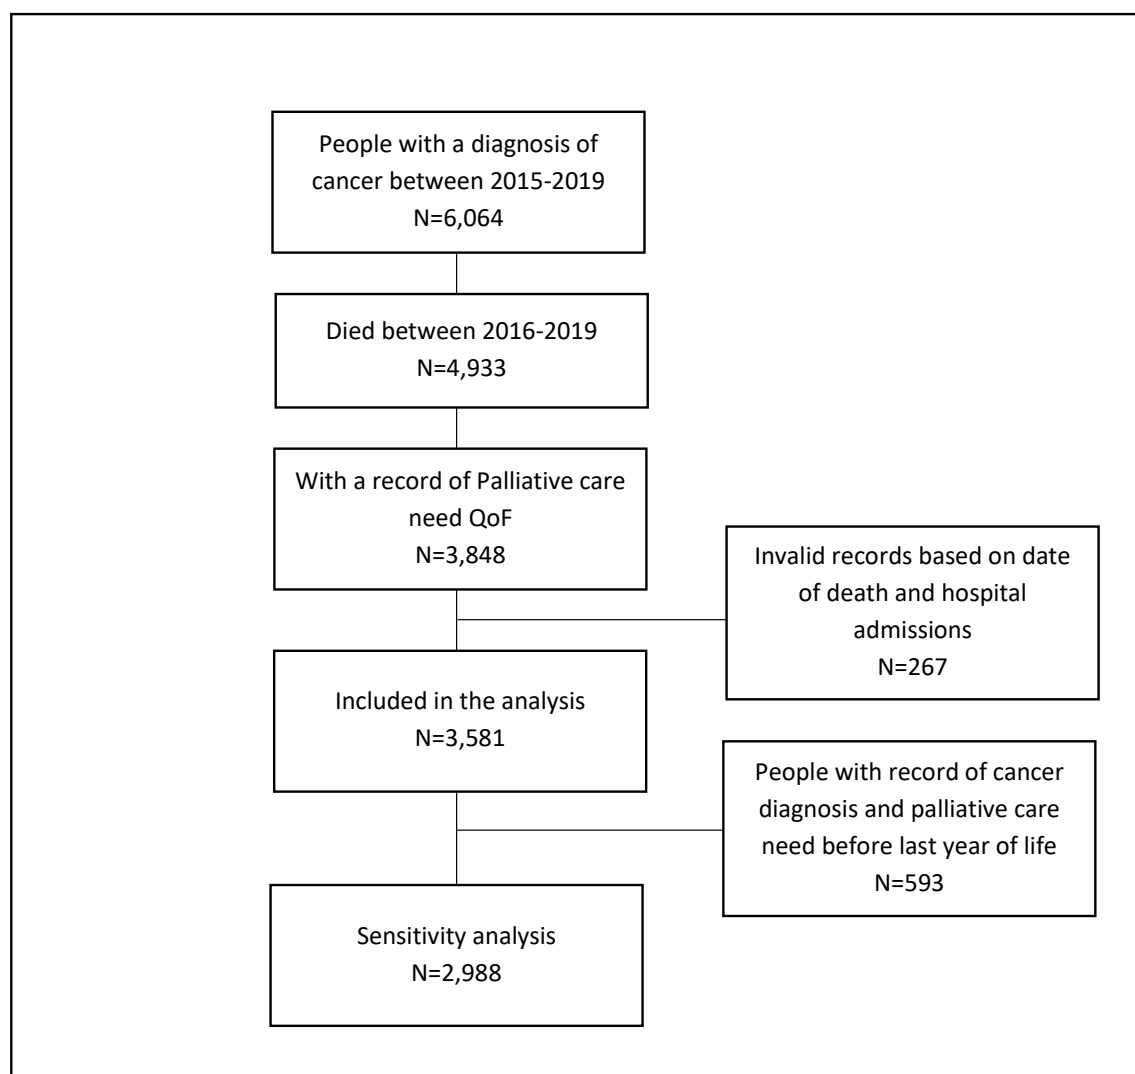 People with a diagnosis of
cancer between 2015-2019
N=6,064
Died between 2016-2019
N=4,933
With a record of Palliative care
need QoF
N=3,848
Invalid records based on date
of death and hospital
admissions
N=267
Included in the analysis
N=3,581
People with record of cancer
diagnosis and palliative care
need before last year of life
N=593
Sensitivity analysis
N=2,988